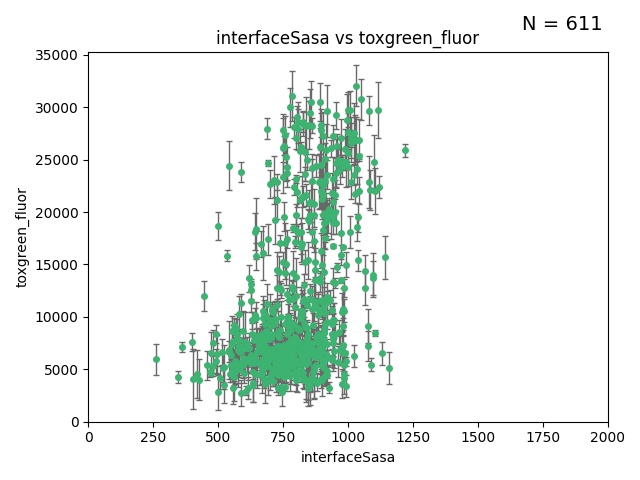 N = 611
interfaceSasa vs toxgreen_fluor
35000
30000
25000
20000
15000
10000
5000
0
toxgreen_fluor
0 250 500 750 1000 1250 1500 1750 2000
interfaceSasa